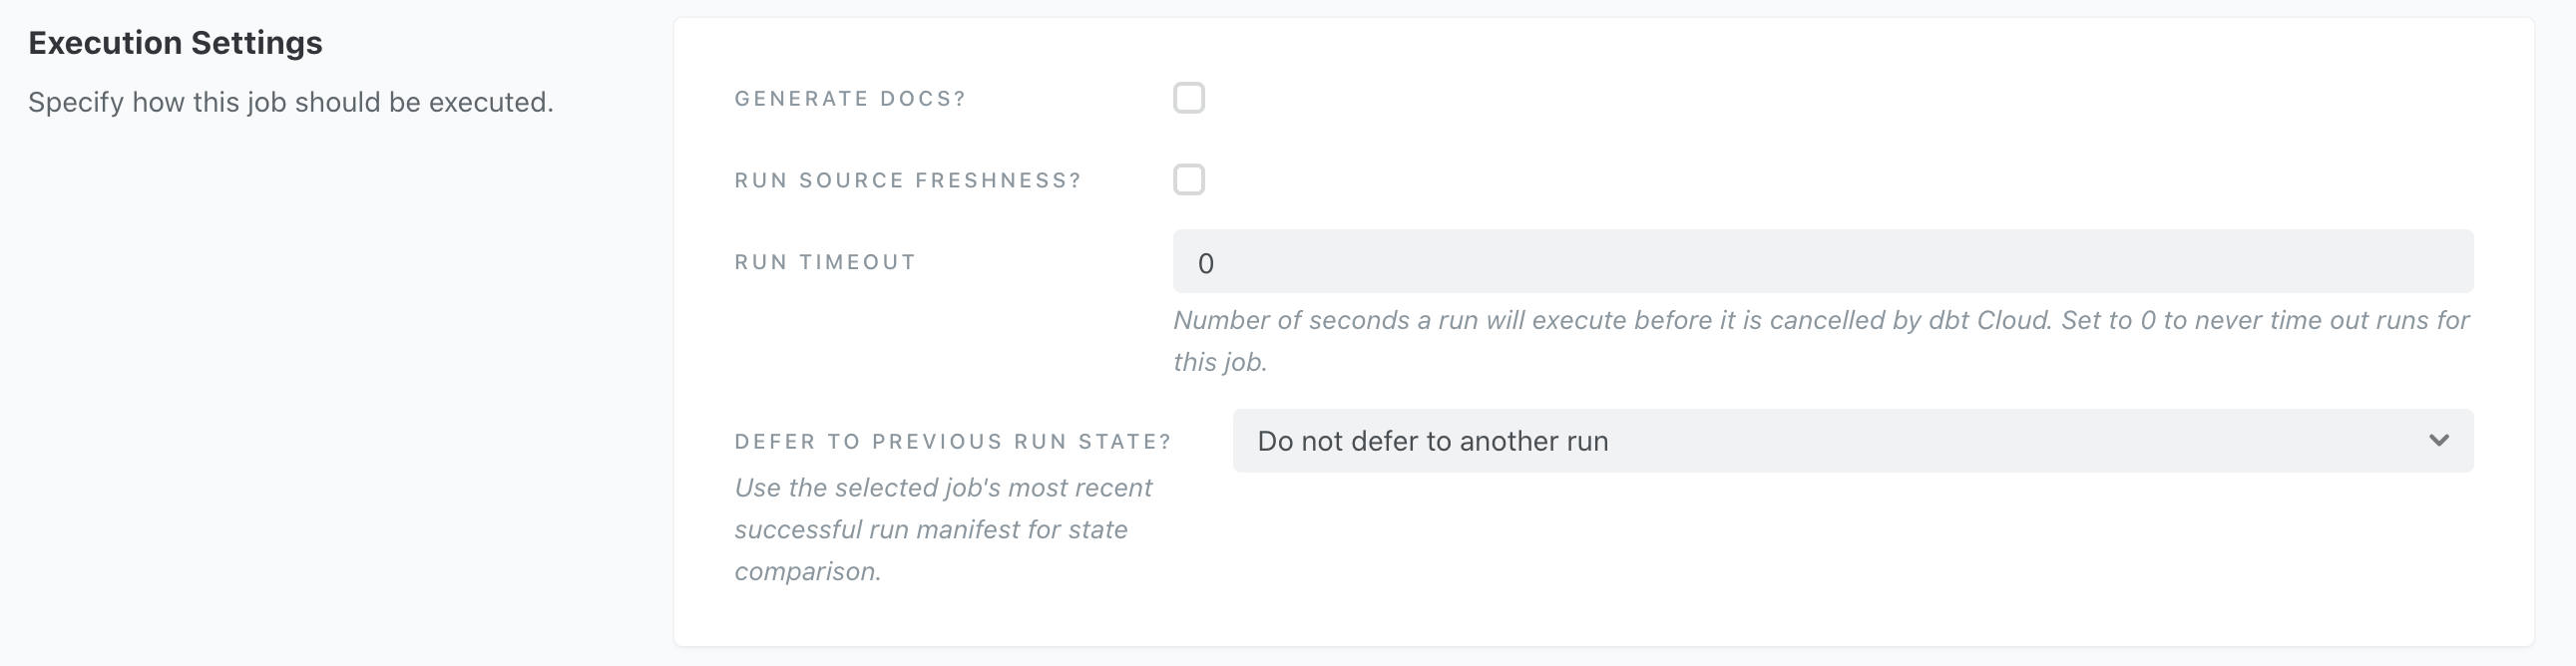 Execution Settings
Specify how this job should be executed.
GENERATE DOCS?
RUN SOURCE FRESHNESS?
RUN TIMEOUT
0
Number of seconds a run will execute before it is cancelled by dbt Cloud. Set to 0 to never time out runs for
this job.
DEFER TO PREVIOUS RUN STATE?
Do not defer to another run
Use the selected job's most recent
successful run manifest for state
comparison.